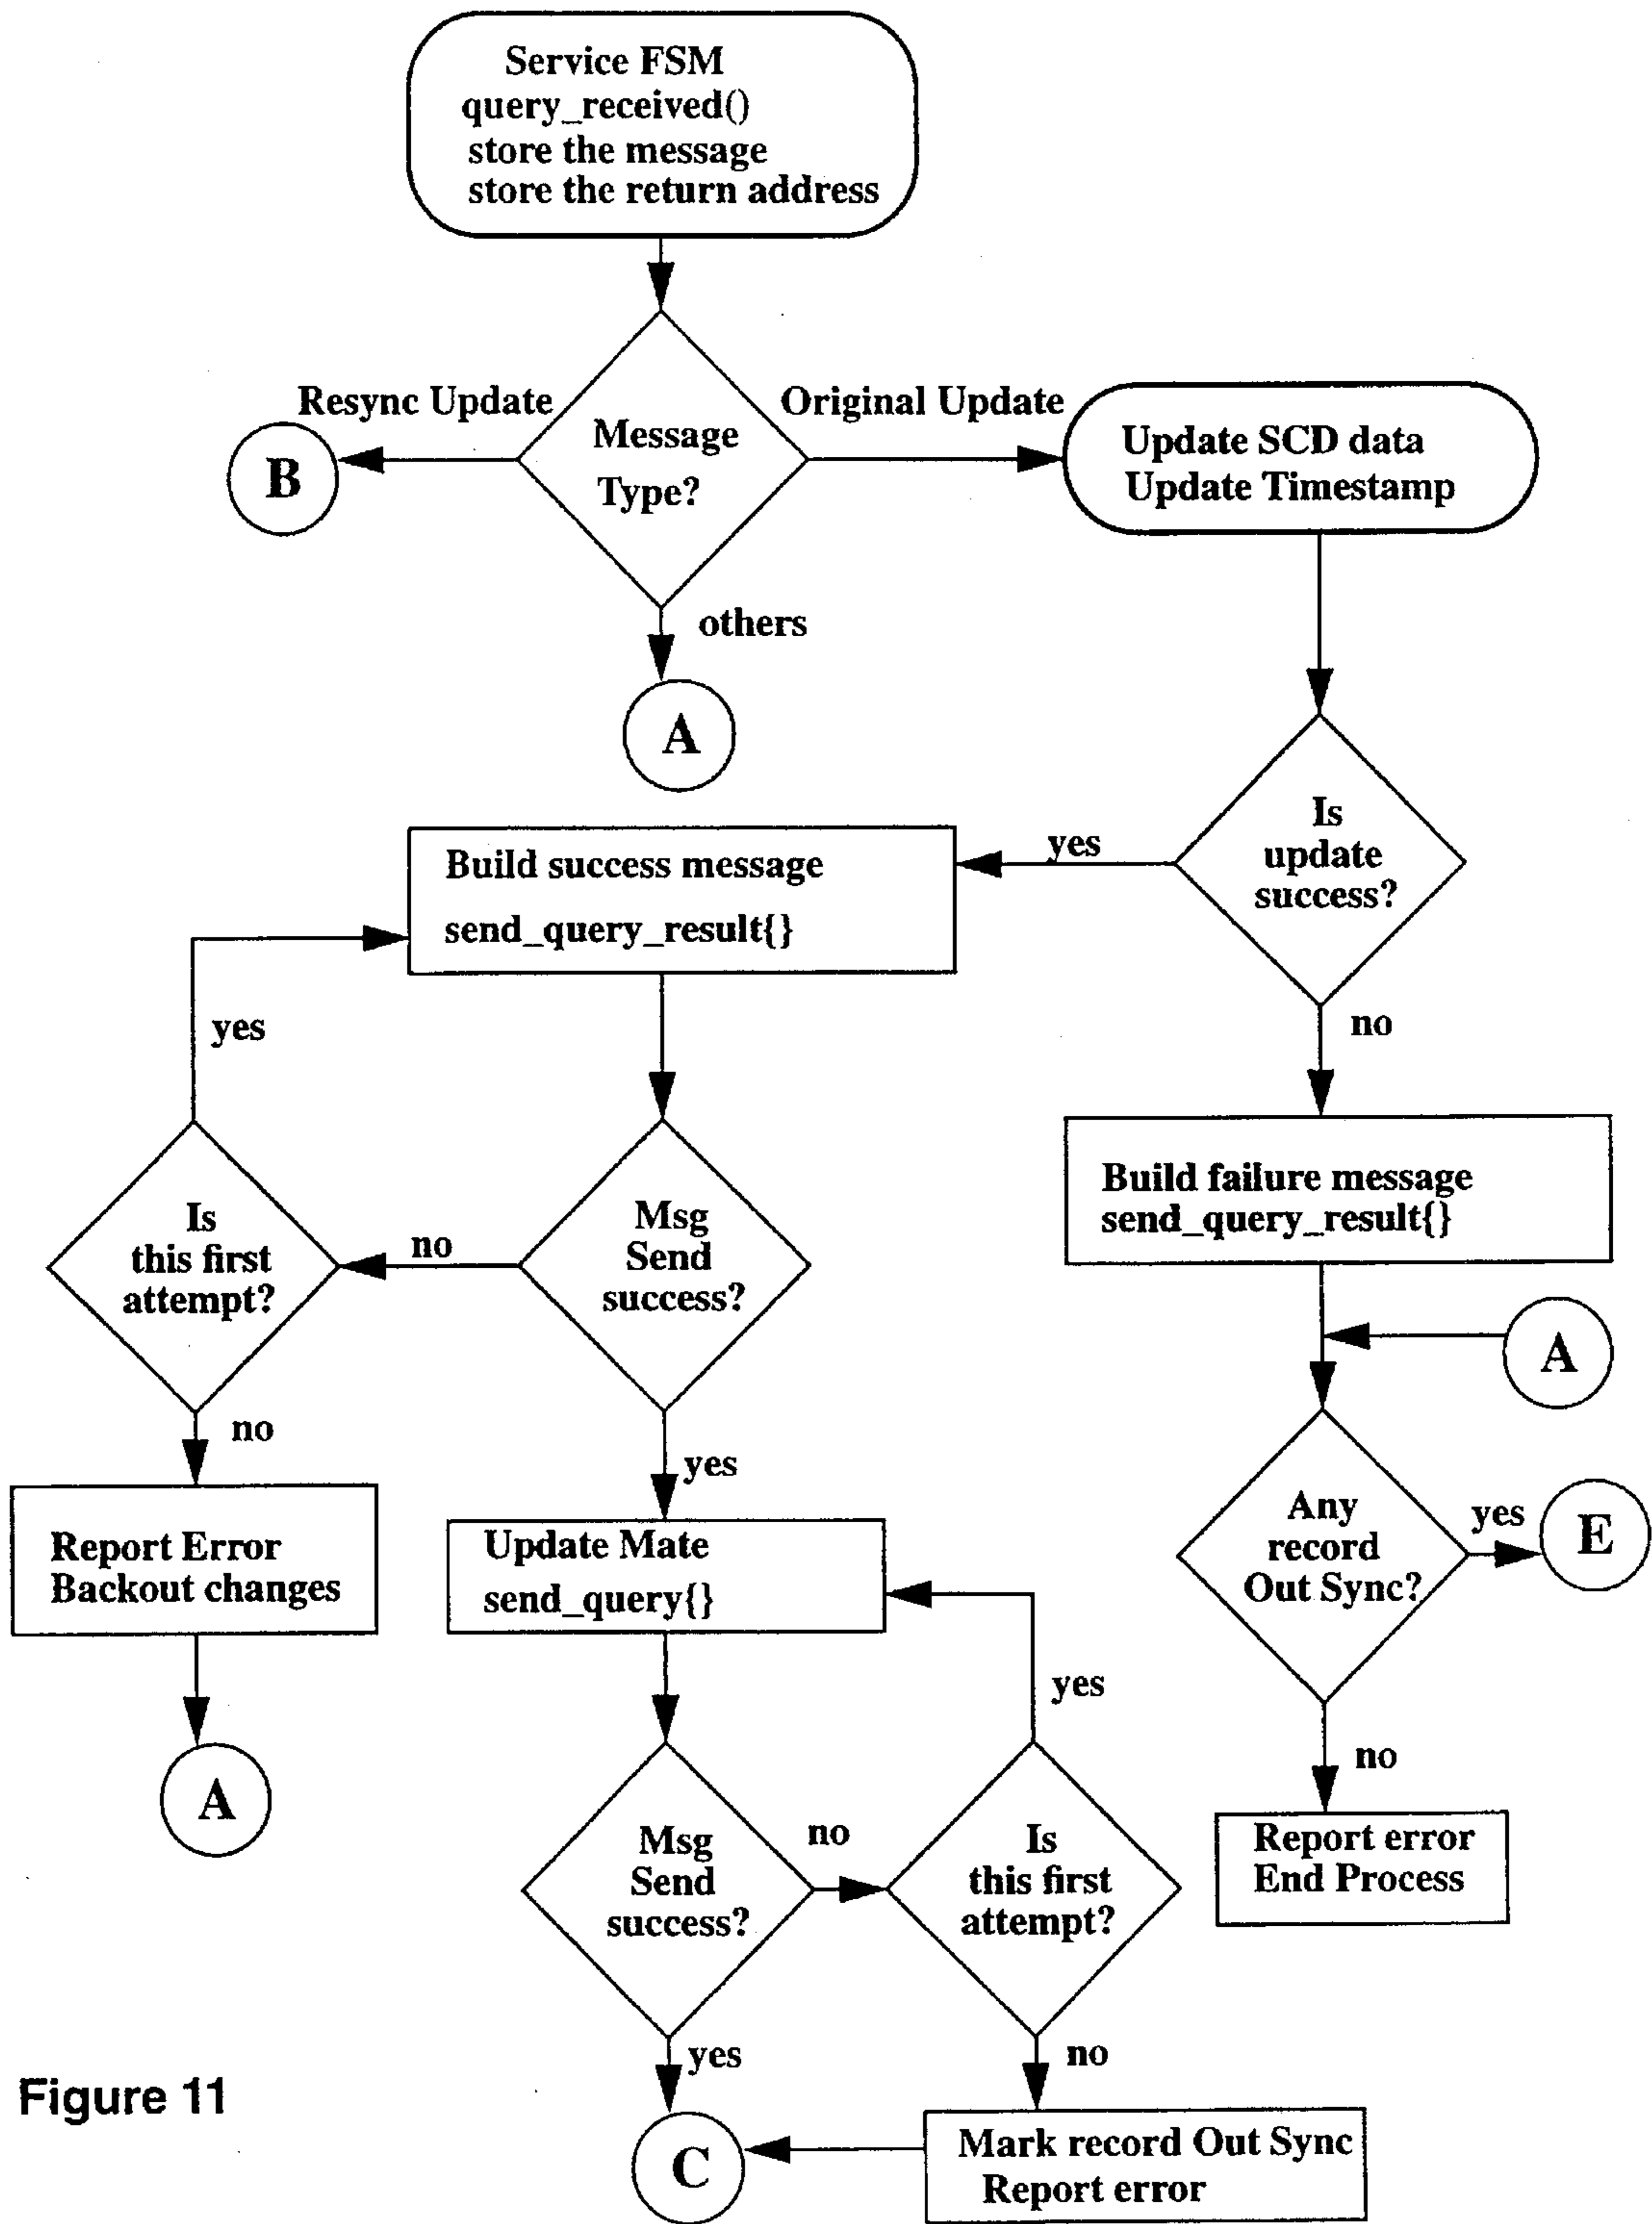 Service FSM
query_received()
store the message
store the return address
Resync Update
Original Update
Message
Type?
B
Update SCD data
Update Timestamp
others
A
Is
update
success?
yes
Build success message
send_query_result{}
no
yes
Build failure message
send_query_result{}
Is
this first
attempt?
no
Msg
Send
success?
A
no
yes
Any
record
Out Sync?
yes
E
Report Error
Backout changes
Update Mate
send_query{}
yes
no
A
Msg
Send
success?
no
Is
this first
attempt?
Report error
End Process
yes
no
Figure 11
C
Mark record Out Sync
Report error